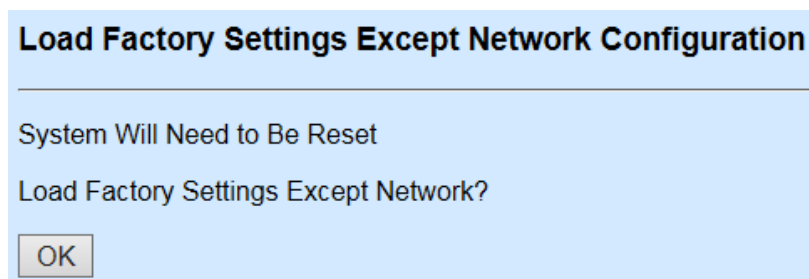 Load Factory Settings Except Network Configuration
System Will Need to Be Reset
Load Factory Settings Except Network?
OK